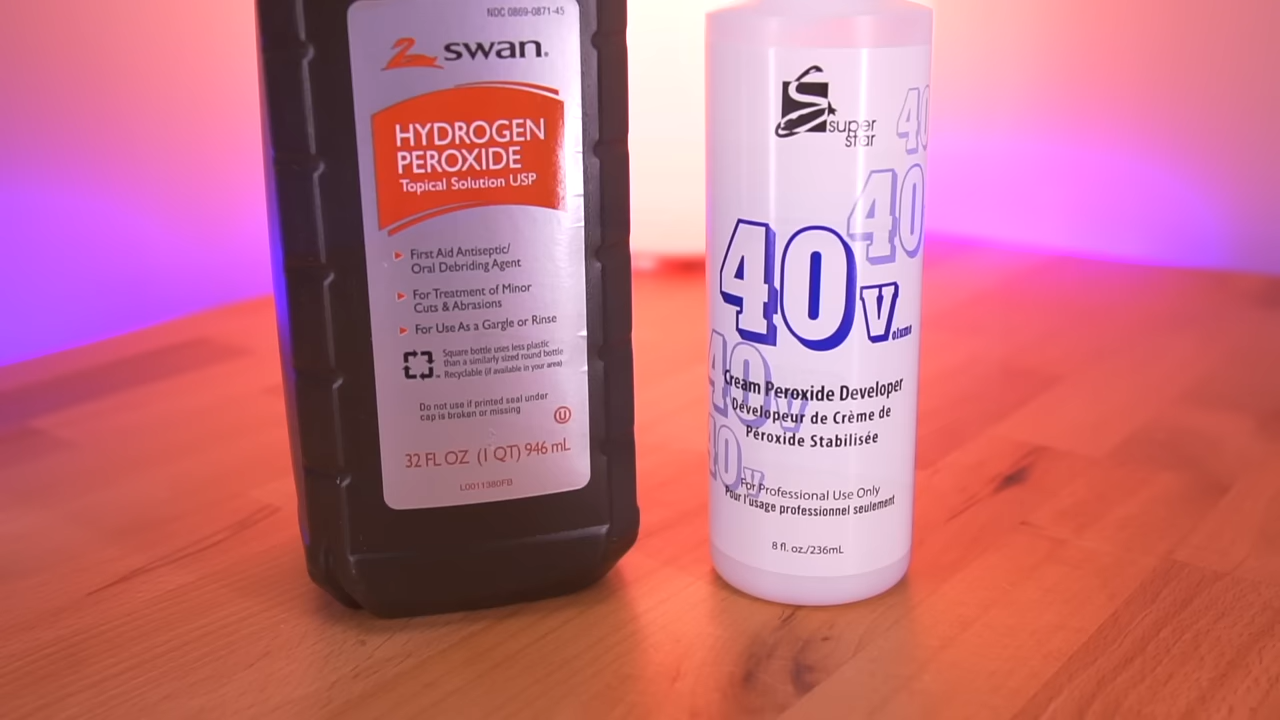 NDC 0869-0871-45
swan®
HYDROGEN
PEROXIDE
Topical Solution USP
First Aid Antiseptic/
Oral Debriding Agent
For Treatment of Minor
Cuts & Abrasions
For Use As a Gargle or Rinse
Square bottle uses less plastic
than a similarly sized round bottle
Recyclable (if available in your area)
Do not use if printed seal under
cap is broken or missing
U
32 FL OZ (1 QT) 946 mL
L0011380FB
super
star
40
40
40 Volume
40v
40v
Cream Peroxide Developer
Dévelopeur de Crème de
Péroxide Stabilisée
For Professional Use Only
Pour l'usage professionnel seulement
8 fl. oz./236mL